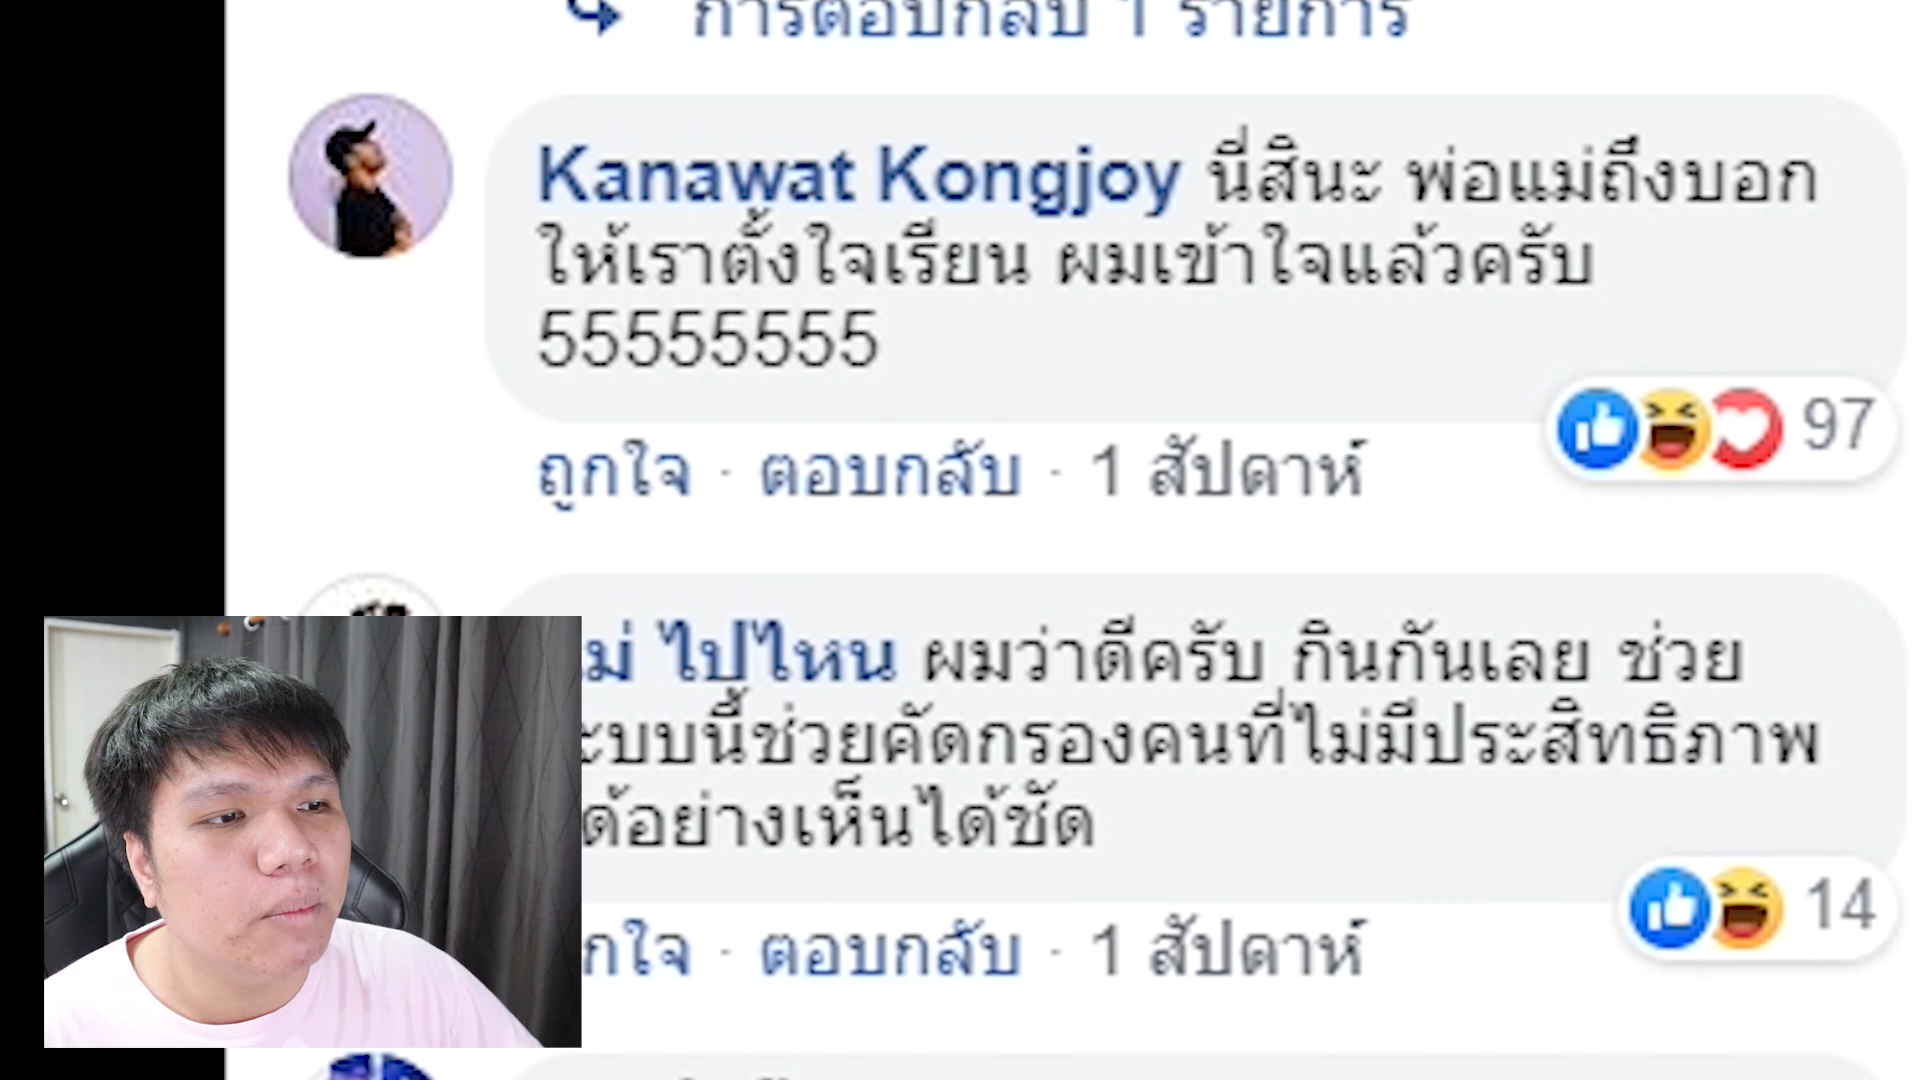 การตอบกลับ 1 รายการ
Kanawat Kongjoy นี่สินะ พ่อแม่ถึงบอก
ให้เราตั้งใจเรียน ผมเข้าใจแล้วครับ
55555555
97
ถูกใจ · ตอบกลับ · 1 สัปดาห์
ไปไหน ผมว่าดีครับ กินกันเลย ช่วย
ะบบนี้ช่วยคัดกรองคนที่ไม่มีประสิทธิภาพ
ด้อย่างเห็นได้ชัด
14
กใจ · ตอบกลับ · 1 สัปดาห์